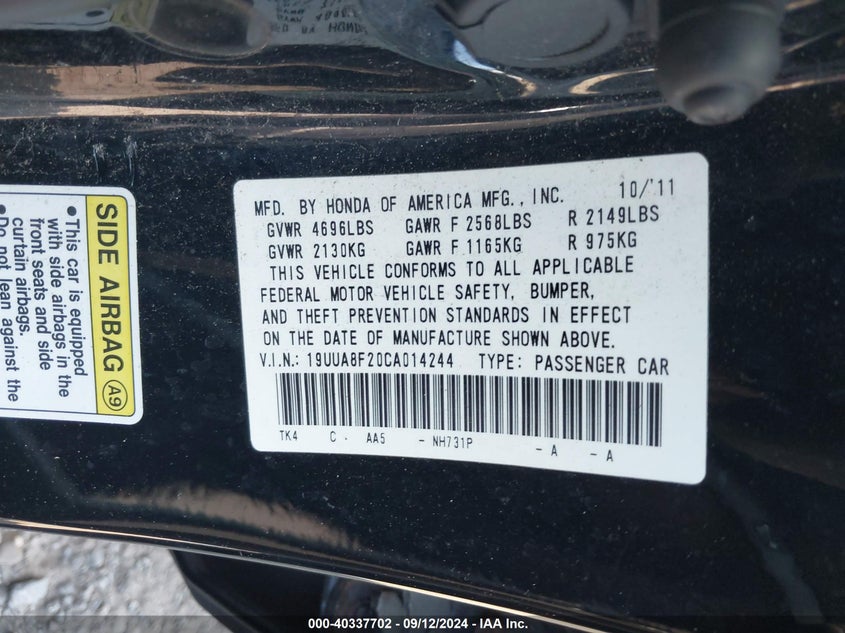 MFD. BY HONDA OF AMERICA MFG., INC. 10/'11
GVWR 4696LBS GAWR F 2568LBS R 2149LBS
GVWR 2130KG GAWR F 1165KG R 975KG
THIS VEHICLE CONFORMS TO ALL APPLICABLE
FEDERAL MOTOR VEHICLE SAFETY, BUMPER,
AND THEFT PREVENTION STANDARDS IN EFFECT
ON THE DATE OF MANUFACTURE SHOWN ABOVE.
V.I.N.: 19UUA8F20CA014244 TYPE: PASSENGER CAR
TK4 C - AA5 - NH731P - A - A
SIDE AIRBAG A9
•This car is equipped
with side airbags in the
front seats and side
curtain airbags.
•Do not lean against the
000-40337702 - 09/12/2024 - IAA Inc.